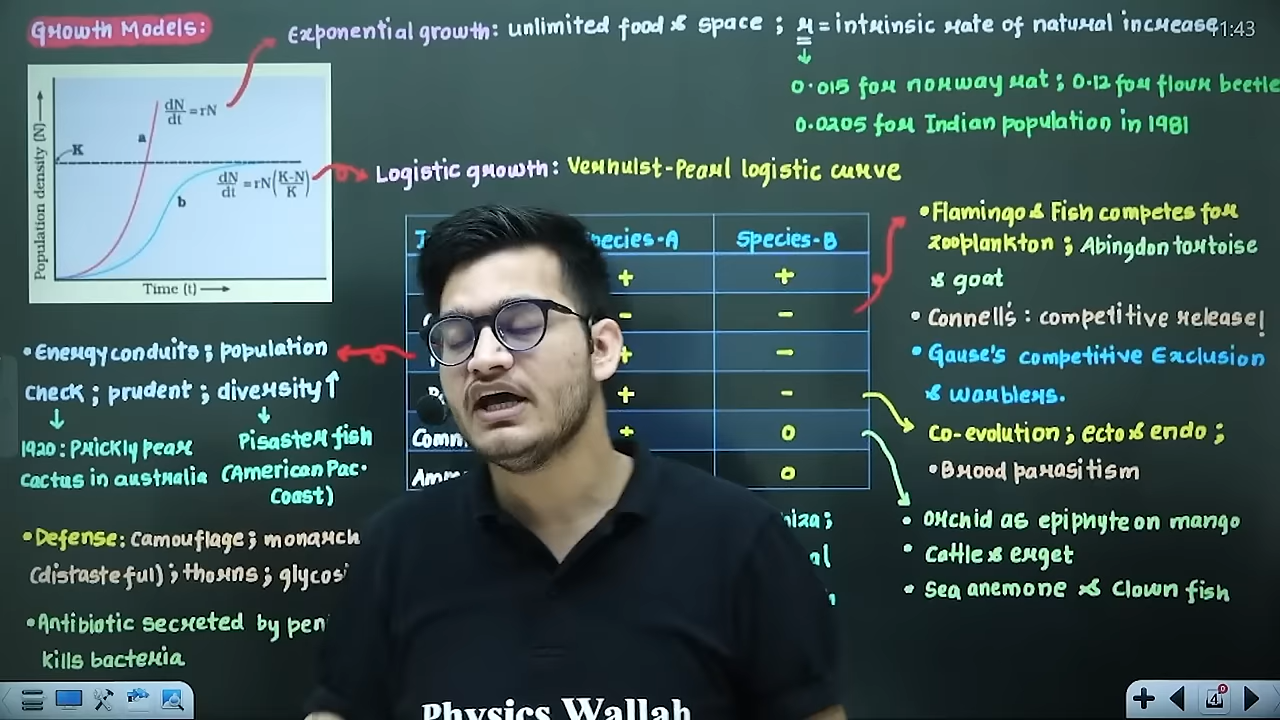 Growth Models:
Exponential growth: unlimited food & space ; r = intrinsic rate of natural increase
11:43
0.015 for norway rat ; 0.12 for flour beetle
0.0205 for Indian population in 1981
Population density (N)
K
a
dN/dt = rN
dN/dt = rN(K-N/K)
b
Time (t)
Logistic growth: Verhulst-Pearl logistic curve
Species-A Species-B
+ +
- -
+ -
+ -
+ 0
0
• Flamingo & Fish competes for
zooplankton ; Abingdon tortoise
& goat
• Connell's : competitive release!
• Gause's competitive Exclusion
& warblers.
Co-evolution ; ecto & endo ;
• Brood parasitism
• Orchid as epiphyte on mango
• Cattle & erget
• Sea anemone & Clown fish
• Energy conduits ; population
check ; prudent ; diversity↑
1920: Prickly pear
cactus in australia
Pisaster fish
(American Pac.
Coast)
• Defense: Camouflage ; monarch
(distasteful) ; thorns ;
• Antibiotic secreted by
kills bacteria
Physics Wallah